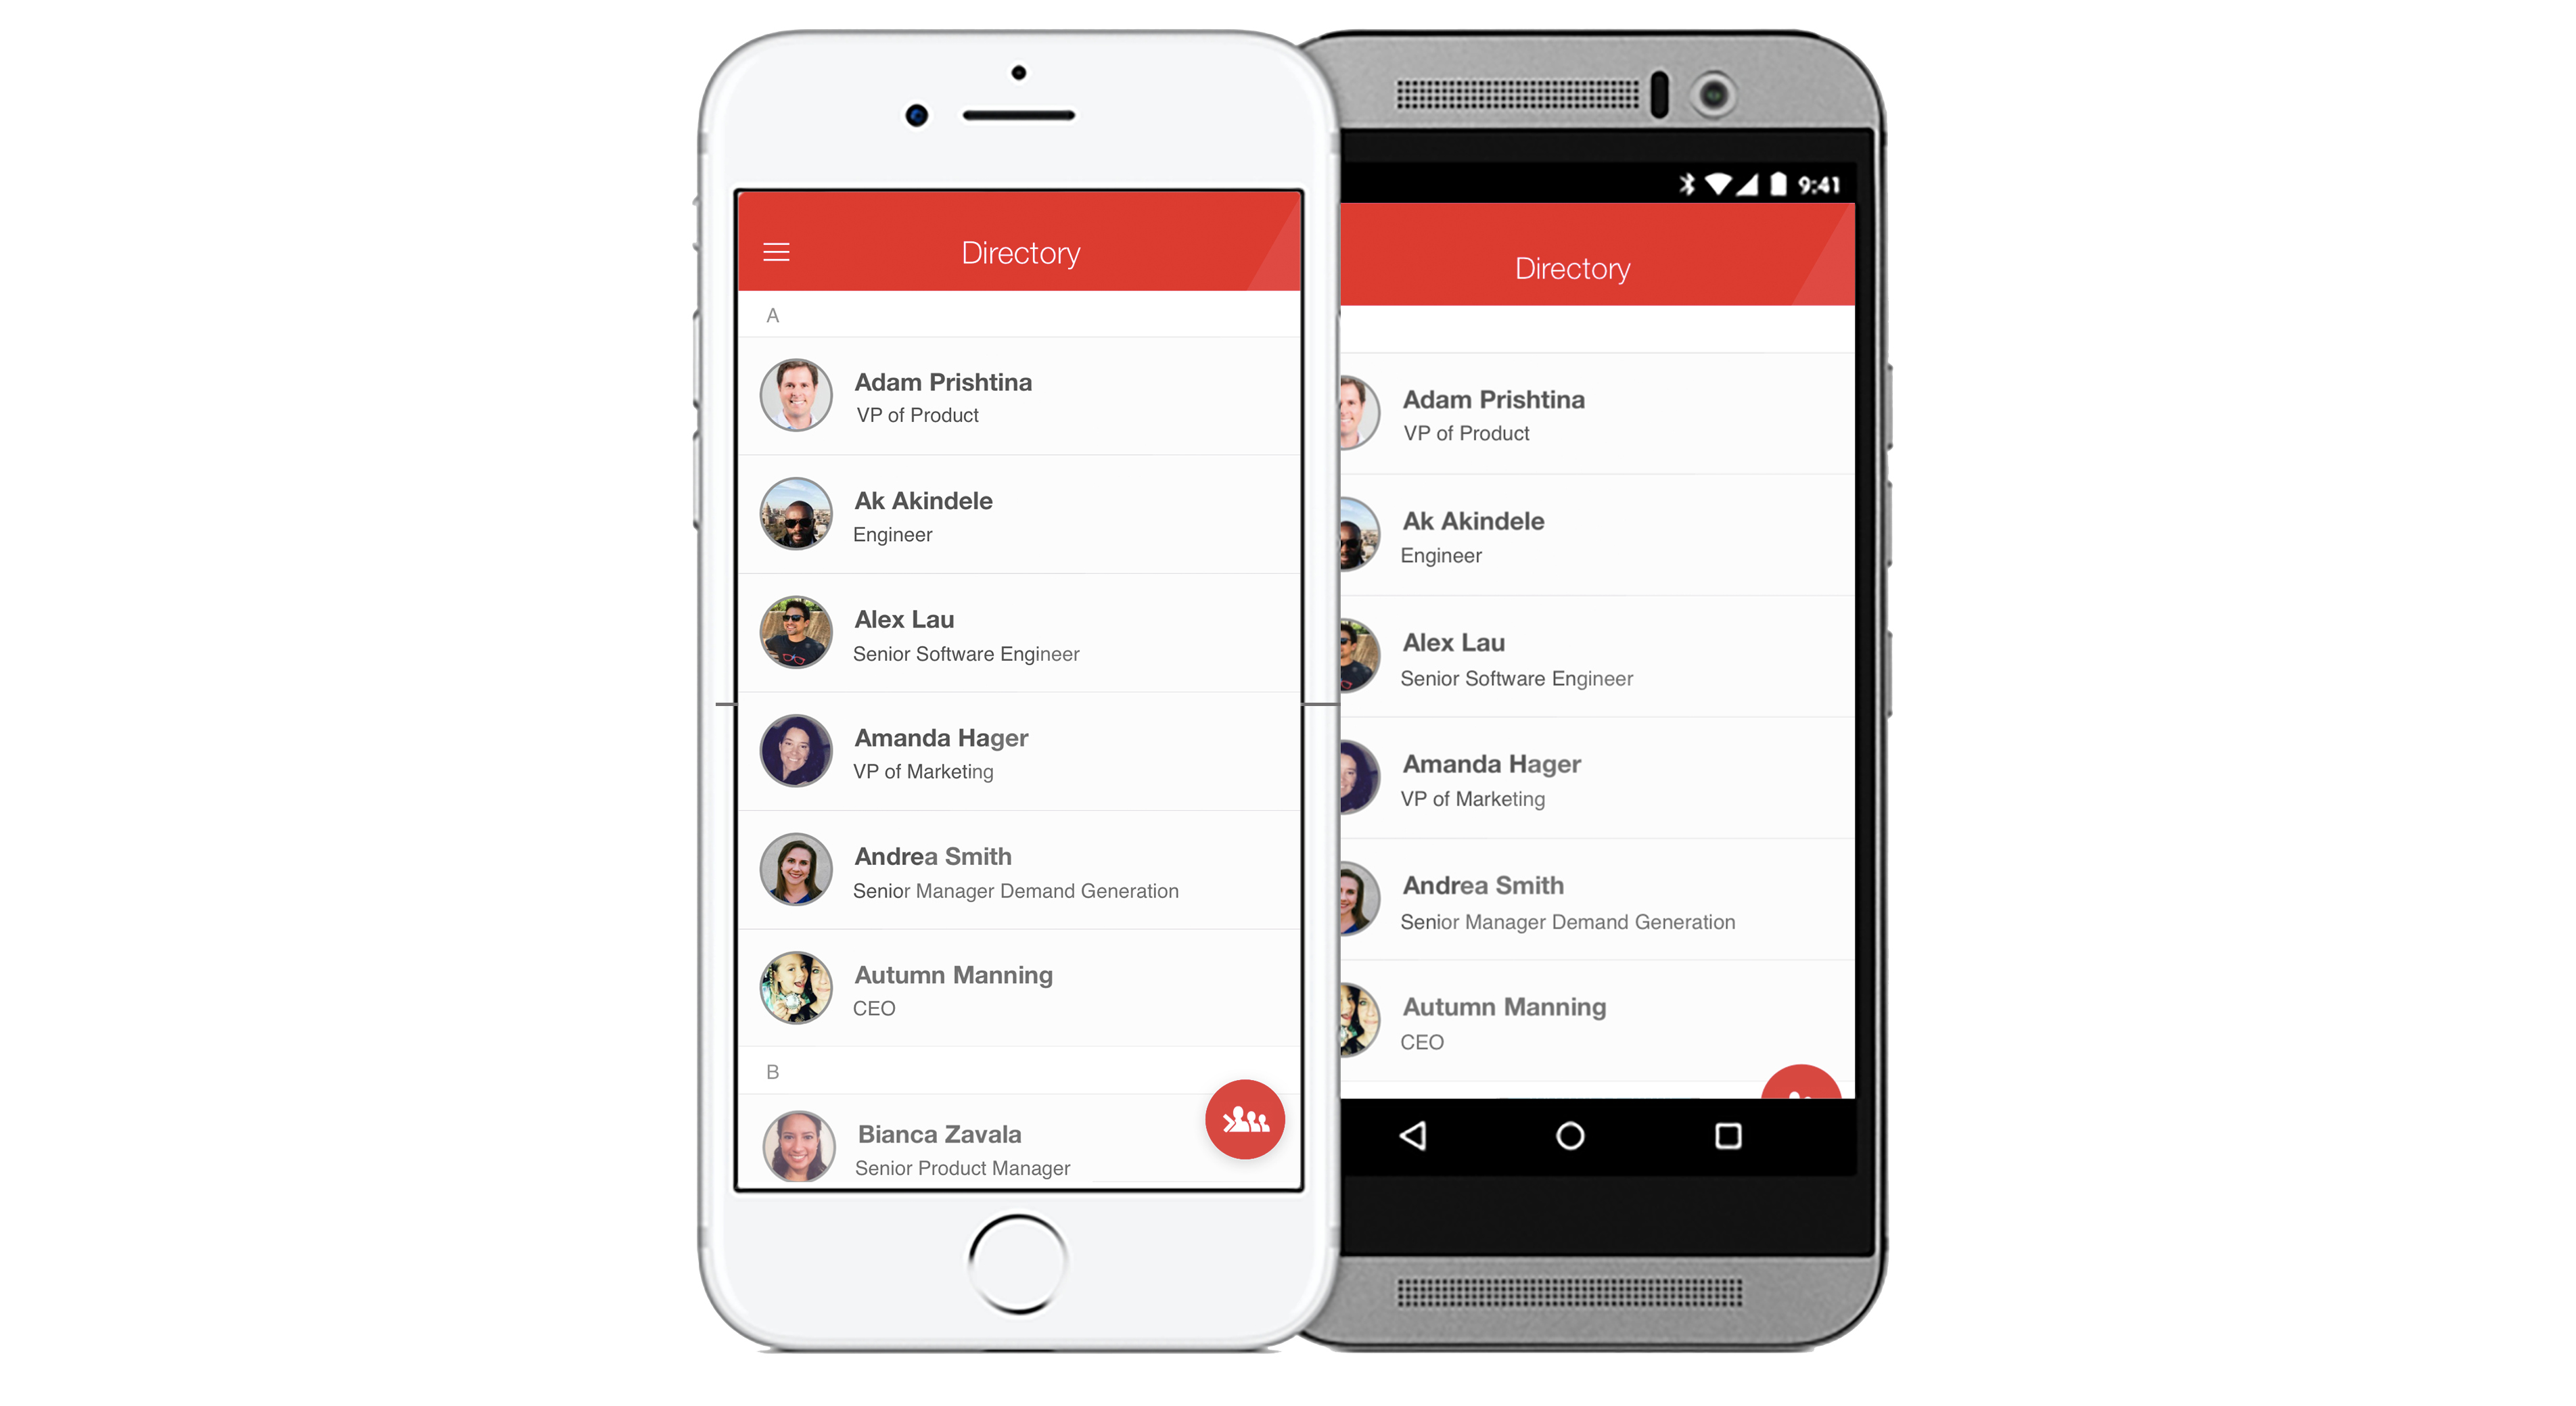 Directory
A
Adam Prishtina
VP of Product
Ak Akindele
Engineer
Alex Lau
Senior Software Engineer
Amanda Hager
VP of Marketing
Andrea Smith
Senior Manager Demand Generation
Autumn Manning
CEO
B
Bianca Zavala
Senior Product Manager
9:41
Directory
Adam Prishtina
VP of Product
Ak Akindele
Engineer
Alex Lau
Senior Software Engineer
Amanda Hager
VP of Marketing
Andrea Smith
Senior Manager Demand Generation
Autumn Manning
CEO